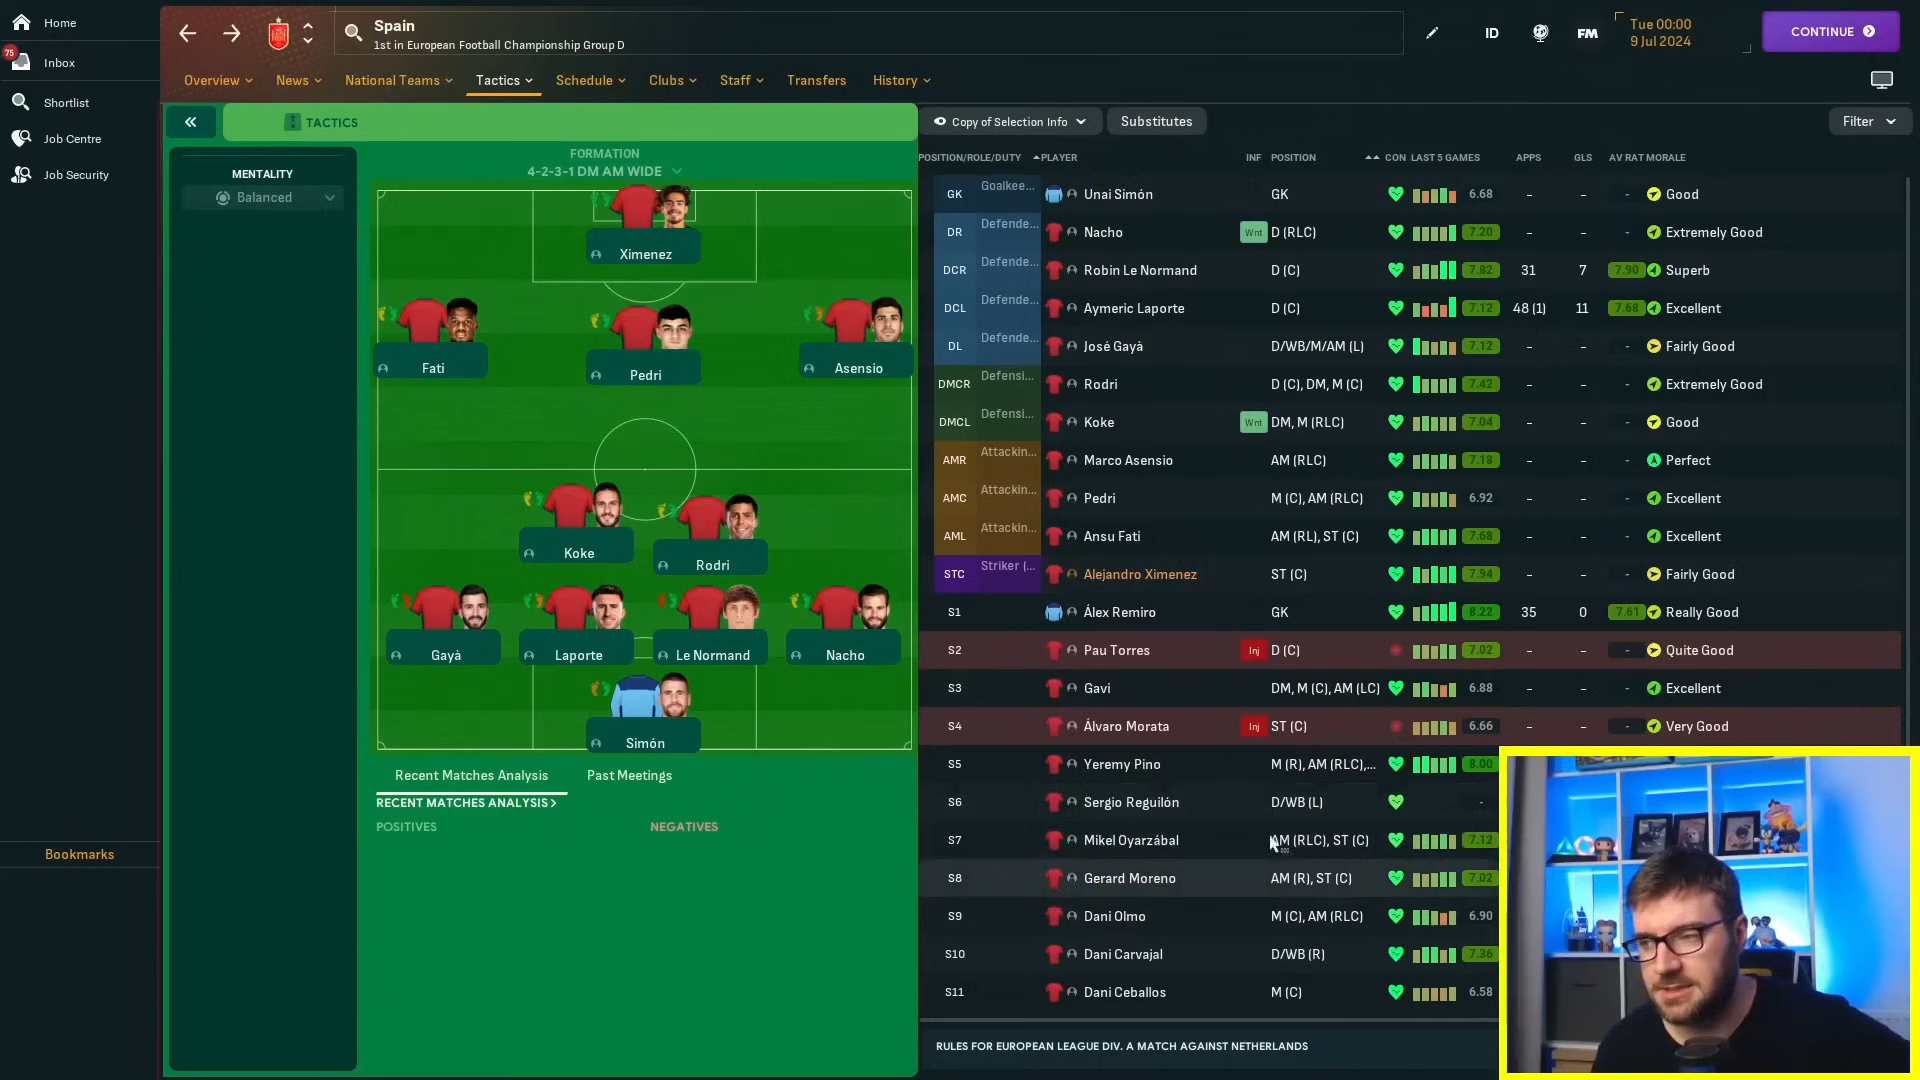 Home
75
Inbox
Shortlist
Job Centre
Job Security
Bookmarks
Spain
1st in European Football Championship Group D
ID
FM
Tue 00:00
9 Jul 2024
CONTINUE
Overview
News
National Teams
Tactics
Schedule
Clubs
Staff
Transfers
History
TACTICS
MENTALITY
Balanced
FORMATION
4-2-3-1 DM AM WIDE
Ximenez
Fati
Pedri
Asensio
Koke
Rodri
Gayà
Laporte
Le Normand
Nacho
Simón
Recent Matches Analysis
Past Meetings
RECENT MATCHES ANALYSIS >
POSITIVES
NEGATIVES
Copy of Selection Info
Substitutes
Filter
POSITION/ROLE/DUTY PLAYER INF POSITION CON LAST 5 GAMES APPS GLS AV RAT MORALE
GK Goalkee... Unai Simón GK 6.68 - - - Good
DR Defende... Nacho Wnt D (RLC) 7.20 - - - Extremely Good
DCR Defende... Robin Le Normand D (C) 7.82 31 7 7.90 Superb
DCL Defende... Aymeric Laporte D (C) 7.12 48 (1) 11 7.68 Excellent
DL Defende... José Gayà D/WB/M/AM (L) 7.12 - - - Fairly Good
DMCR Defensi... Rodri D (C), DM, M (C) 7.42 - - - Extremely Good
DMCL Defensi... Koke Wnt DM, M (RLC) 7.04 - - - Good
AMR Attackin... Marco Asensio AM (RLC) 7.18 - - - Perfect
AMC Attackin... Pedri M (C), AM (RLC) 6.92 - - - Excellent
AML Attackin... Ansu Fati AM (RL), ST (C) 7.68 - - - Excellent
STC Striker (... Alejandro Ximenez ST (C) 7.94 - - - Fairly Good
S1 Álex Remiro GK 8.22 35 0 7.61 Really Good
S2 Pau Torres Inj D (C) 7.02 - - - Quite Good
S3 Gavi DM, M (C), AM (LC) 6.88 - - - Excellent
S4 Álvaro Morata Inj ST (C) 6.66 - - - Very Good
S5 Yeremy Pino M (R), AM (RLC),... 8.00
S6 Sergio Reguilón D/WB (L) -
S7 Mikel Oyarzábal AM (RLC), ST (C) 7.12
S8 Gerard Moreno AM (R), ST (C) 7.02
S9 Dani Olmo M (C), AM (RLC) 6.90
S10 Dani Carvajal D/WB (R) 7.36
S11 Dani Ceballos M (C) 6.58
RULES FOR EUROPEAN LEAGUE DIV. A MATCH AGAINST NETHERLANDS